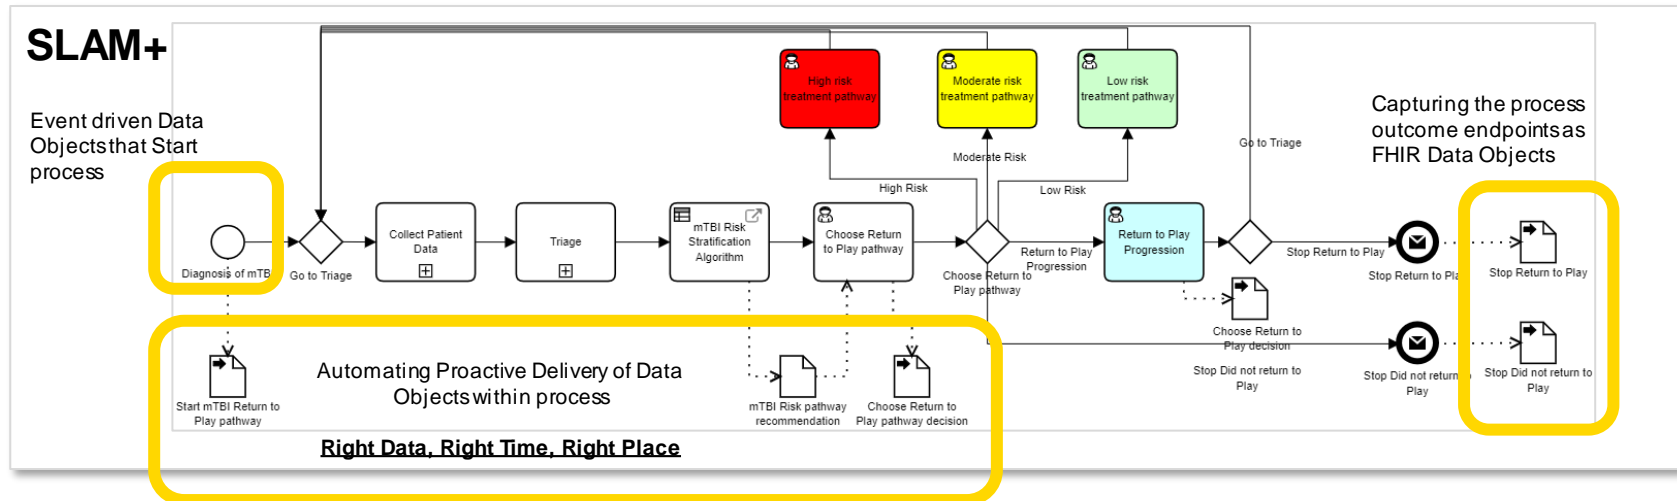 SLAM+
Event driven Data
Objects that Start
process
High risk
treatment pathway
Moderate risk
treatment pathway
Low risk
treatment pathway
Capturing the process
outcome endpoints as
FHIR Data Objects
Go to Triage
Moderate Risk
High Risk
Low Risk
Diagnosis of mTB
Go to Triage
Collect Patient
Data
Triage
mTBI Risk
Stratification
Algorithm
Choose Return
to Play pathway
Choose Return to
Play pathway
Return to Play
Progression
Return to Play
Progression
Stop Return to Play
Stop Return to Play
Stop Return to Play
Choose Return to
Play decision
Stop Did not return to
Play
Stop Did not return to
Play
Stop Did not return to
Play
Start mTBI Return to
Play pathway
Automating Proactive Delivery of Data
Objects within process
mTBI Risk pathway
recommendation
Choose Return to
Play pathway decision
Right Data, Right Time, Right Place